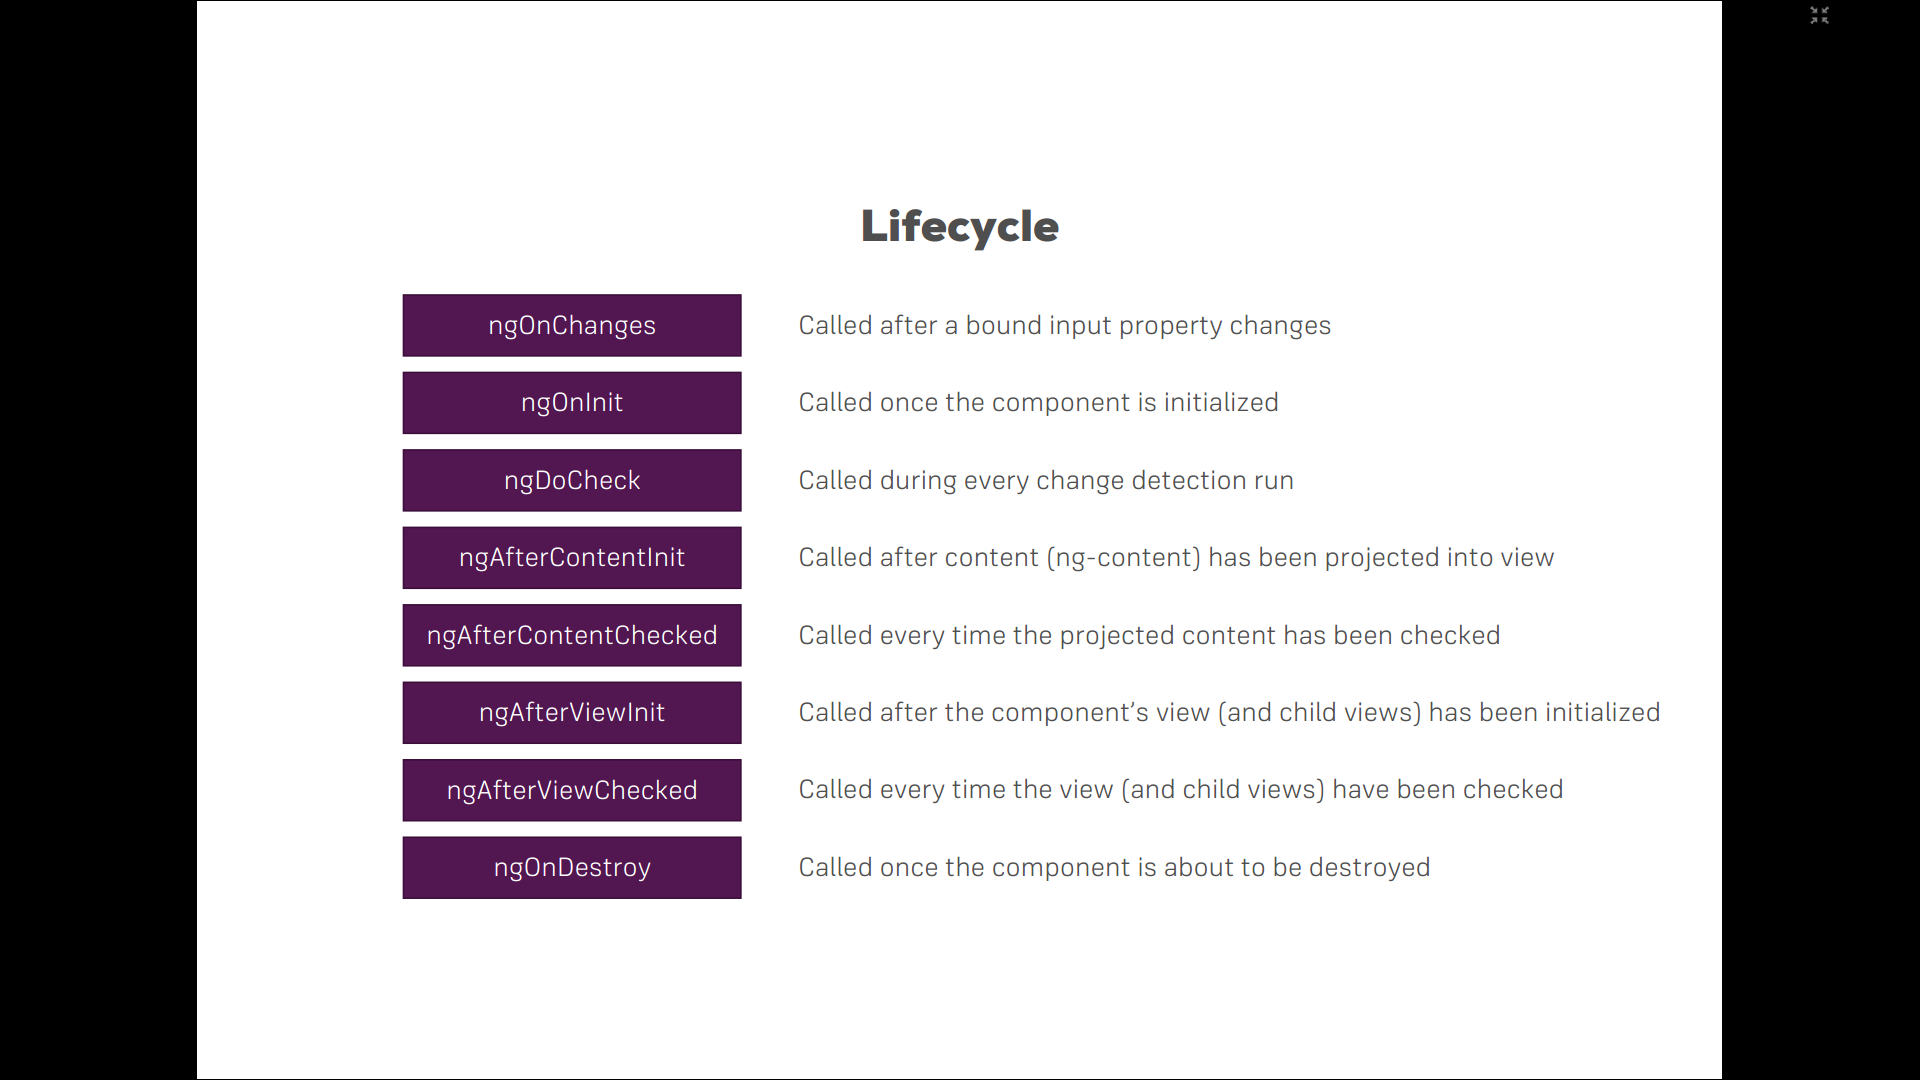 Lifecycle
ngOnChanges Called after a bound input property changes
ngOnInit Called once the component is initialized
ngDoCheck Called during every change detection run
ngAfterContentInit Called after content (ng-content) has been projected into view
ngAfterContentChecked Called every time the projected content has been checked
ngAfterViewInit Called after the component’s view (and child views) has been initialized
ngAfterViewChecked Called every time the view (and child views) have been checked
ngOnDestroy Called once the component is about to be destroyed